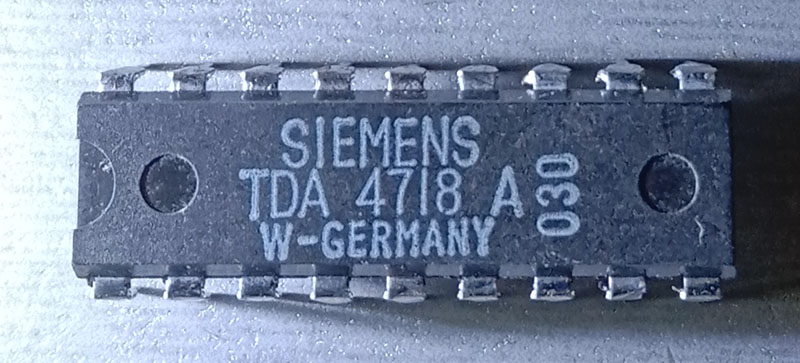 SIEMENS
TDA 4718 A
W-GERMANY
030